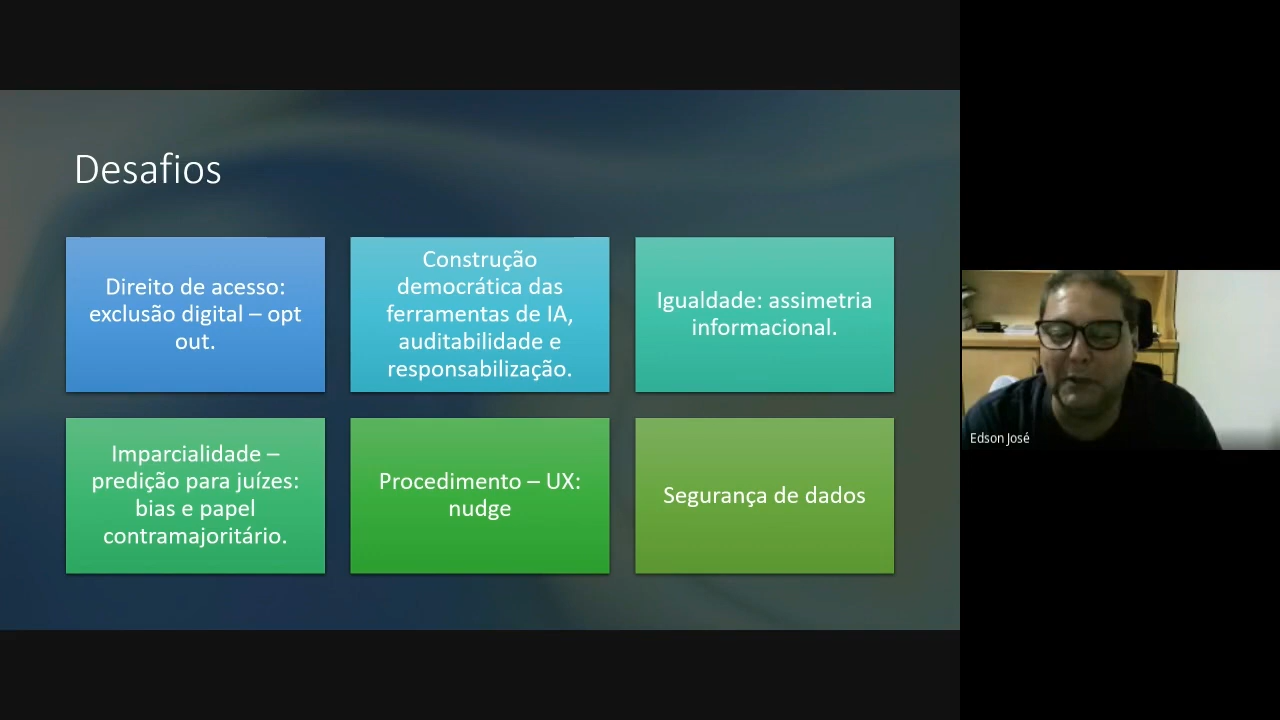 Desafios
Direito de acesso:
exclusão digital – opt
out.
Construção
democrática das
ferramentas de IA,
auditabilidade e
responsabilização.
Igualdade: assimetria
informacional.
Imparcialidade –
predição para juízes:
bias e papel
contramajoritário.
Procedimento – UX:
nudge
Segurança de dados
Edson José